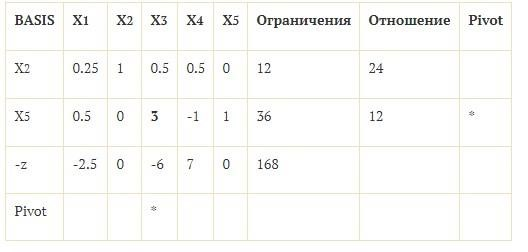 BASIS X1 X2 X3 X4 X5 Ограничения Отношение Pivot
X2 0.25 1 0.5 0.5 0 12 24
X5 0.5 0 3 -1 1 36 12 *
-z -2.5 0 -6 7 0 168
Pivot *